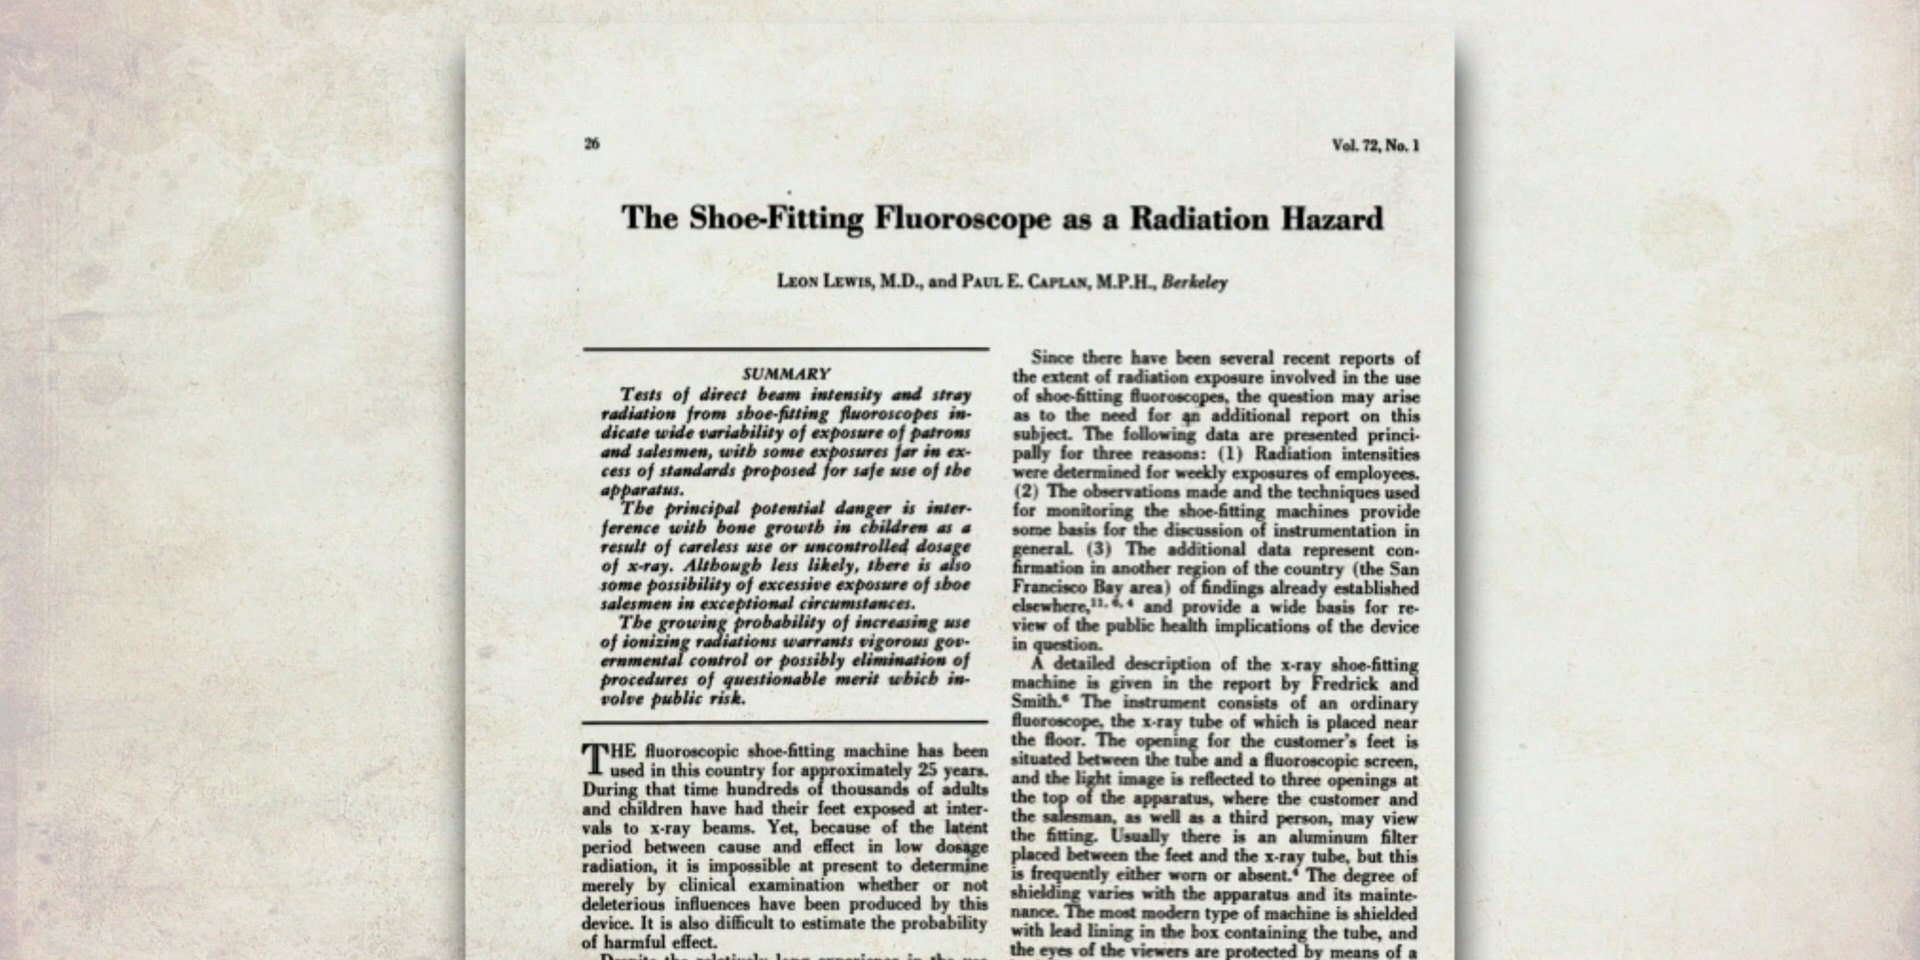 26
Vol. 72, No. 1
The Shoe-Fitting Fluoroscope as a Radiation Hazard
LEON LEWIS, M.D., and PAUL E. CAPLAN, M.P.H., Berkeley
SUMMARY
Tests of direct beam intensity and stray
radiation from shoe-fitting fluoroscopes in-
dicate wide variability of exposure of patrons
and salesmen, with some exposures far in ex-
cess of standards proposed for safe use of the
apparatus.
The principal potential danger is inter-
ference with bone growth in children as a
result of careless use or uncontrolled dosage
of x-ray. Although less likely, there is also
some possibility of excessive exposure of shoe
salesmen in exceptional circumstances.
The growing probability of increasing use
of ionizing radiations warrants vigorous gov-
ernmental control or possibly elimination of
procedures of questionable merit which in-
volve public risk.
THE fluoroscopic shoe-fitting machine has been
used in this country for approximately 25 years.
During that time hundreds of thousands of adults
and children have had their feet exposed at inter-
vals to x-ray beams. Yet, because of the latent
period between cause and effect in low dosage
radiation, it is impossible at present to determine
merely by clinical examination whether or not
deleterious influences have been produced by this
device. It is also difficult to estimate the probability
of harmful effect.
Despite the relatively long experience in the use
Since there have been several recent reports of
the extent of radiation exposure involved in the use
of shoe-fitting fluoroscopes, the question may arise
as to the need for an additional report on this
subject. The following data are presented princi-
pally for three reasons: (1) Radiation intensities
were determined for weekly exposures of employees.
(2) The observations made and the techniques used
for monitoring the shoe-fitting machines provide
some basis for the discussion of instrumentation in
general. (3) The additional data represent con-
firmation in another region of the country (the San
Francisco Bay area) of findings already established
elsewhere,11, 6, 4 and provide a wide basis for re-
view of the public health implications of the device
in question.
A detailed description of the x-ray shoe-fitting
machine is given in the report by Fredrick and
Smith.6 The instrument consists of an ordinary
fluoroscope, the x-ray tube of which is placed near
the floor. The opening for the customer's feet is
situated between the tube and a fluoroscopic screen,
and the light image is reflected to three openings at
the top of the apparatus, where the customer and
the salesman, as well as a third person, may view
the fitting. Usually there is an aluminum filter
placed between the feet and the x-ray tube, but this
is frequently either worn or absent.4 The degree of
shielding varies with the apparatus and its mainte-
nance. The most modern type of machine is shielded
with lead lining in the box containing the tube, and
the eyes of the viewers are protected by means of a